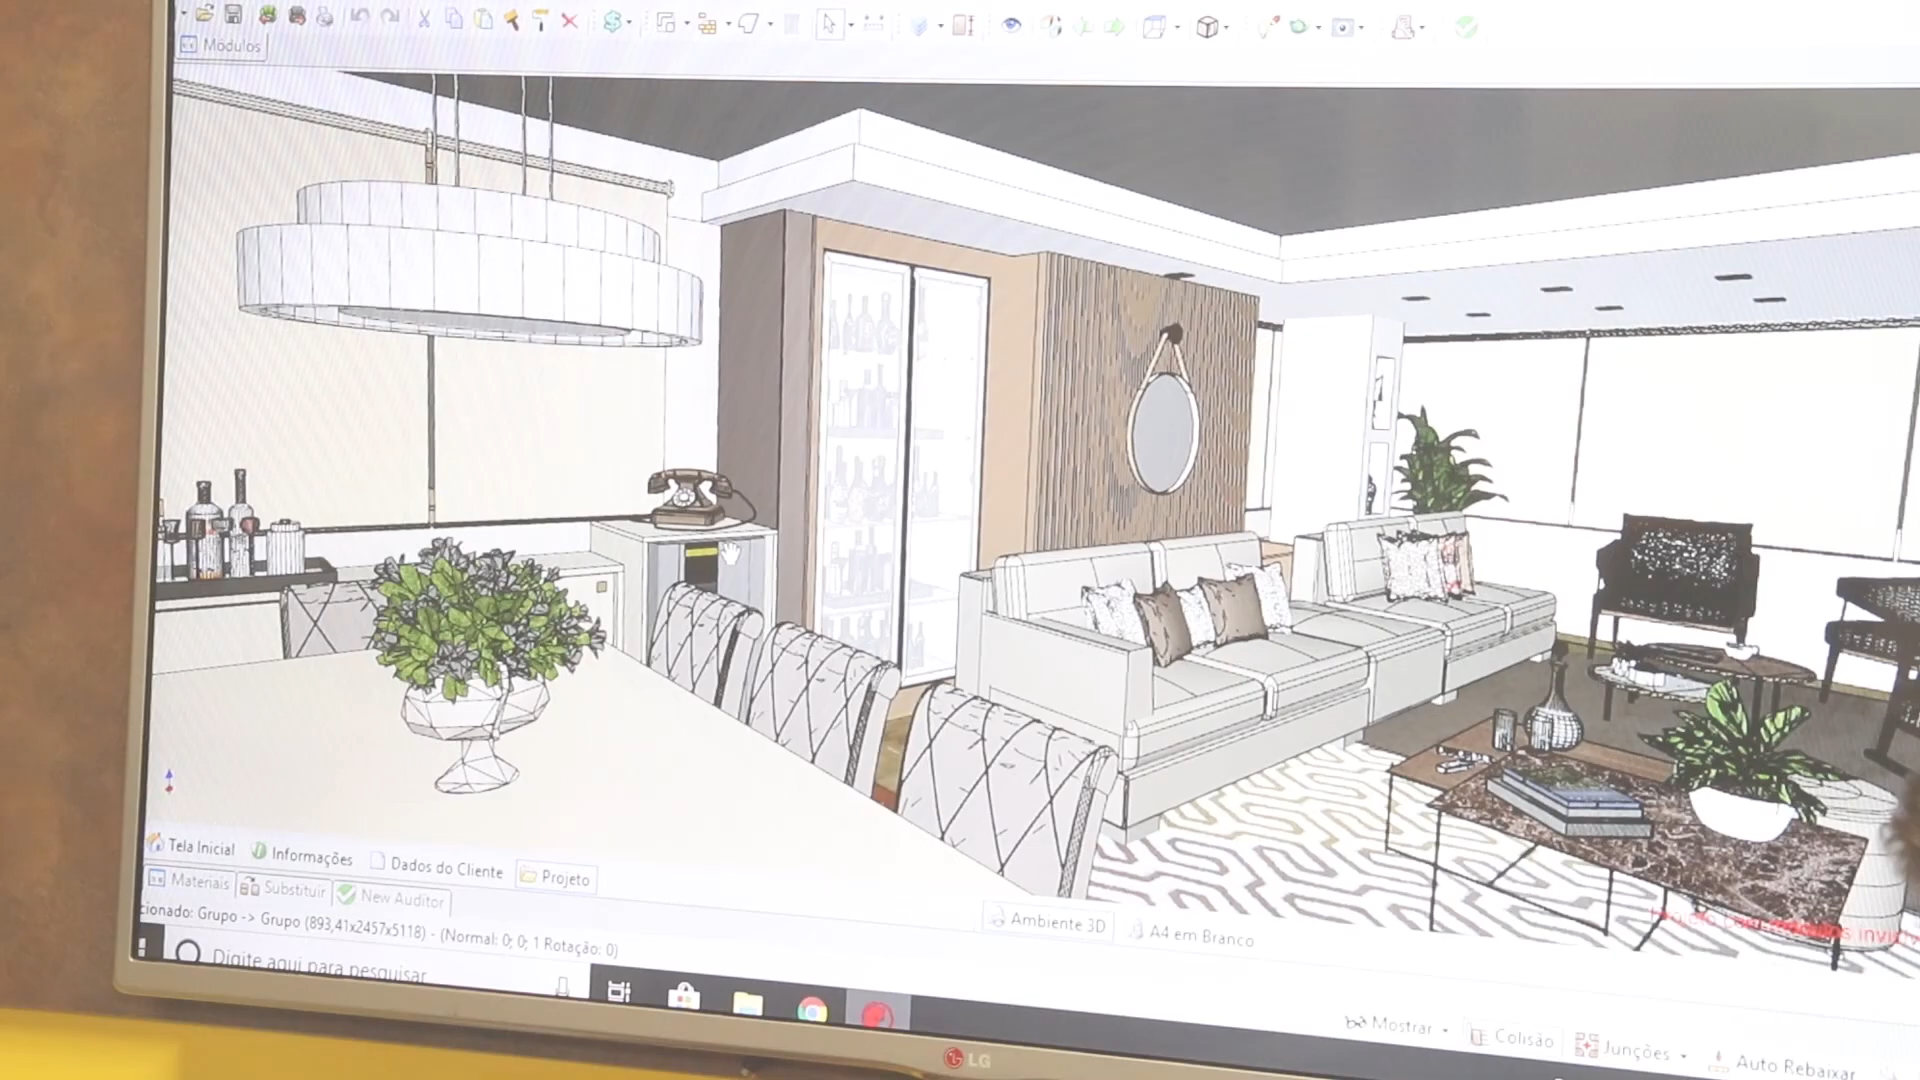 Módulos
Tela Inicial
Informações
Dados do Cliente
Projeto
Materiais
Substituir
New Auditor
cionado: Grupo -> Grupo (893,41x2457x5118) - (Normal: 0; 0; 1 Rotação: 0)
Ambiente 3D
A4 em Branco
Digite aqui para pesquisar
Mostrar
Colisão
Junções
Auto Rebaixar
LG